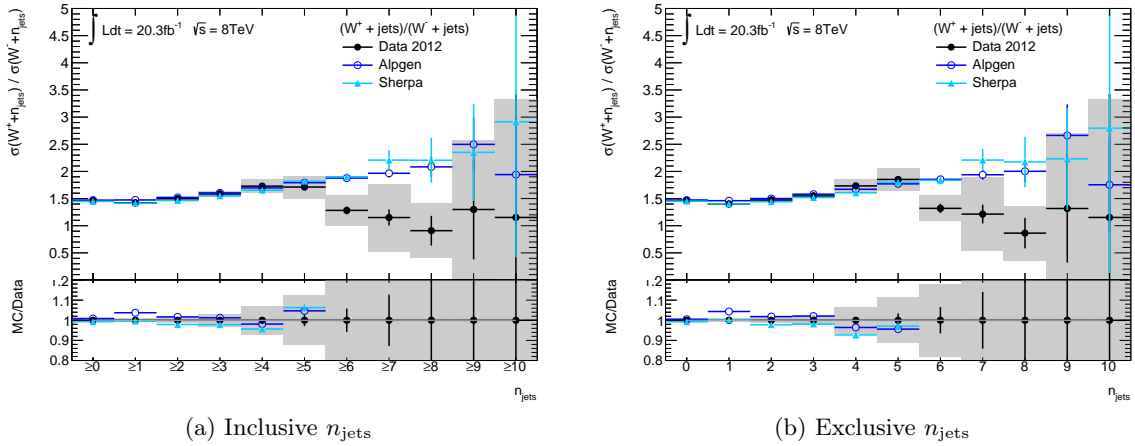 σ(W⁺+n_jets) / σ(W⁻+n_jets)
5
4.5
4
3.5
3
2.5
2
1.5
1
0.5
∫ Ldt = 20.3fb⁻¹ √s = 8TeV
(W⁺ + jets)/(W⁻ + jets)
Data 2012
Alpgen
Sherpa
MC/Data
1.2
1.1
1
0.9
0.8
≥0 ≥1 ≥2 ≥3 ≥4 ≥5 ≥6 ≥7 ≥8 ≥9 ≥10
n_jets
(a) Inclusive n_jets
σ(W⁺+n_jets) / σ(W⁻+n_jets)
5
4.5
4
3.5
3
2.5
2
1.5
1
0.5
∫ Ldt = 20.3fb⁻¹ √s = 8TeV
(W⁺ + jets)/(W⁻ + jets)
Data 2012
Alpgen
Sherpa
MC/Data
1.2
1.1
1
0.9
0.8
0 1 2 3 4 5 6 7 8 9 10
n_jets
(b) Exclusive n_jets